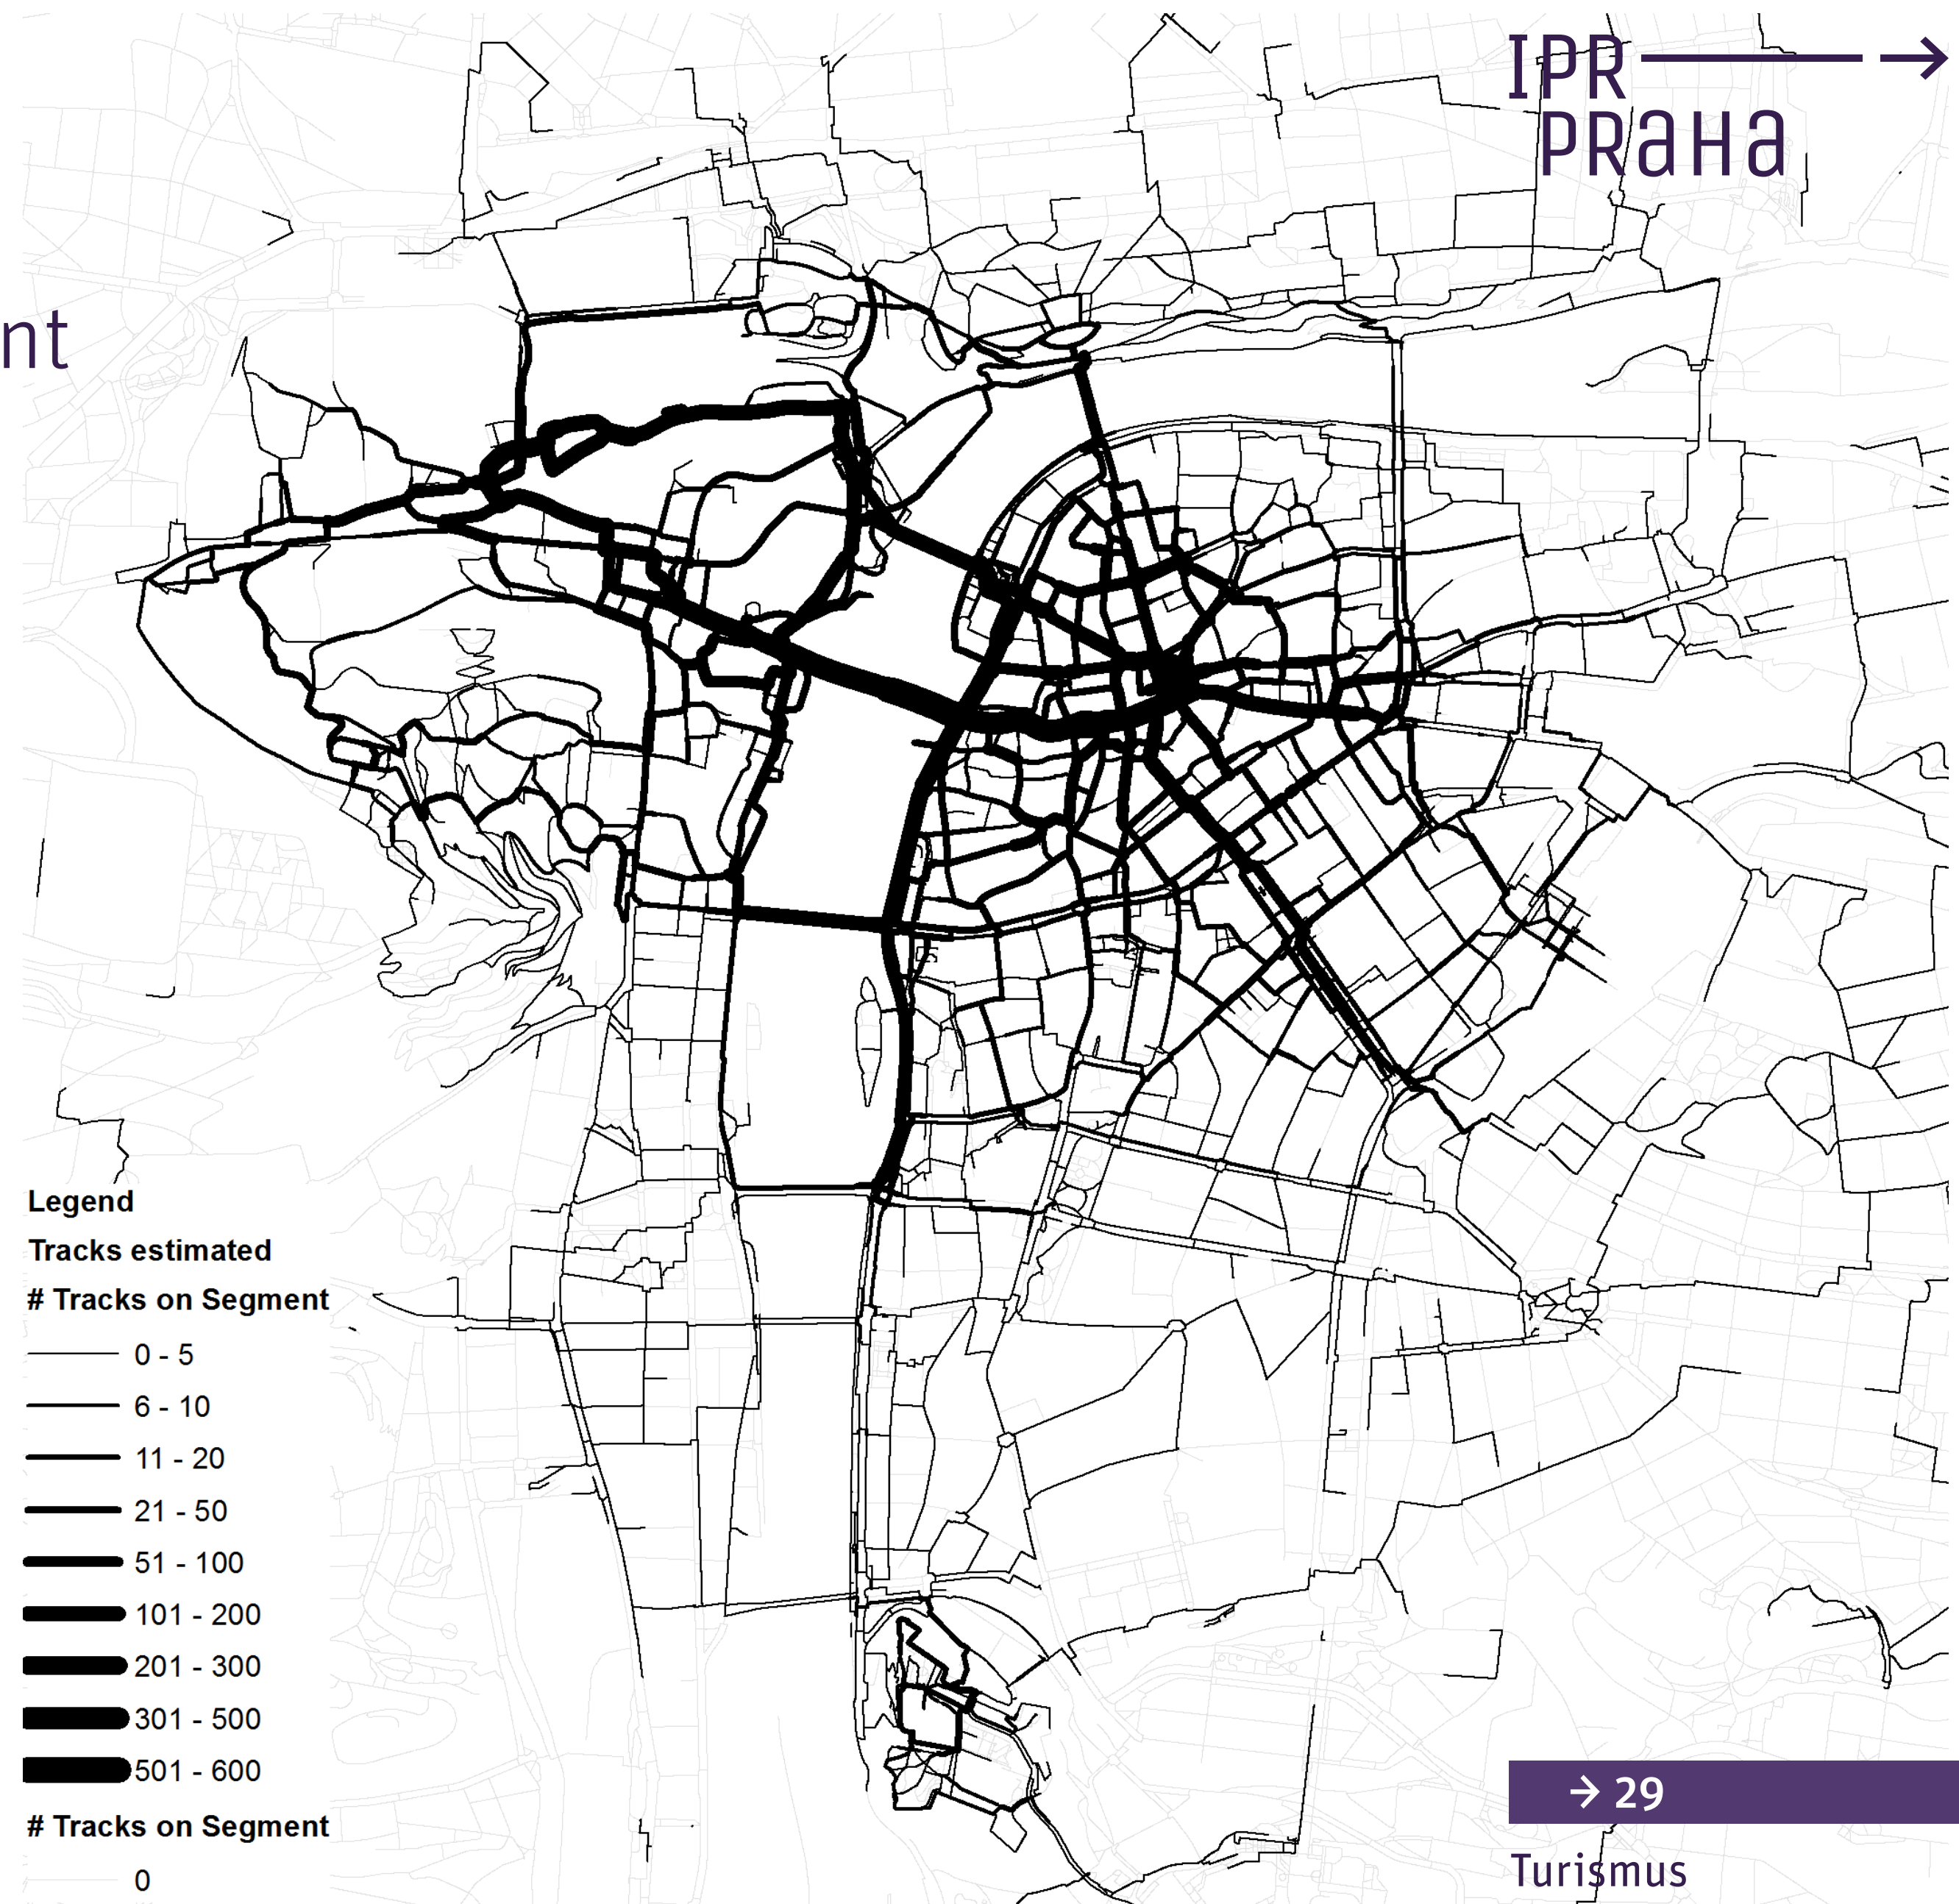 IPR
PRAHA
nt
Legend
Tracks estimated
# Tracks on Segment
0 - 5
6 - 10
11 - 20
21 - 50
51 - 100
101 - 200
201 - 300
301 - 500
501 - 600
# Tracks on Segment
0
→ 29
Turismus